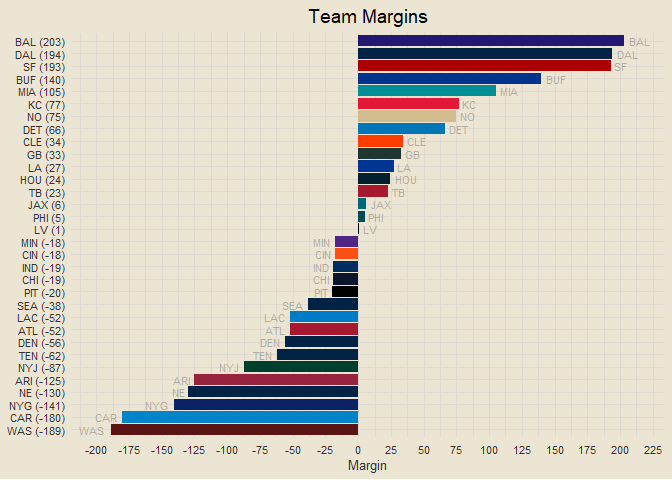 Team Margins
BAL (203) BAL
DAL (194) DAL
SF (193) SF
BUF (140) BUF
MIA (105) MIA
KC (77) KC
NO (75) NO
DET (66) DET
CLE (34) CLE
GB (33) GB
LA (27) LA
HOU (24) HOU
TB (23) TB
JAX (6) JAX
PHI (5) PHI
LV (1) LV
MIN (-18) MIN
CIN (-18) CIN
IND (-19) IND
CHI (-19) CHI
PIT (-20) PIT
SEA (-38) SEA
LAC (-52) LAC
ATL (-52) ATL
DEN (-56) DEN
TEN (-62) TEN
NYJ (-87) NYJ
ARI (-125) ARI
NE (-130) NE
NYG (-141) NYG
CAR (-180) CAR
WAS (-189) WAS
-200 -175 -150 -125 -100 -75 -50 -25 0 25 50 75 100 125 150 175 200 225
Margin